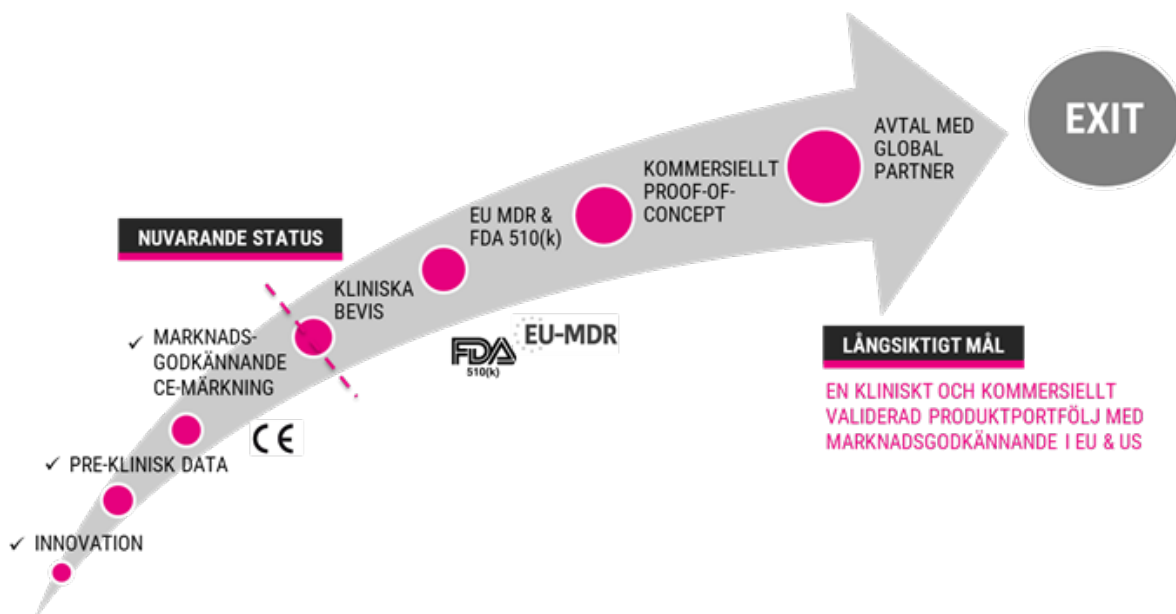 EXIT
AVTAL MED
GLOBAL
PARTNER
KOMMERSIELLT
PROOF-OF-
CONCEPT
EU MDR &
FDA 510(k)
NUVARANDE STATUS
KLINISKA
BEVIS
✓ MARKNADS-
GODKÄNNANDE
CE-MÄRKNING
FDA
510(k)
EU-MDR
CE
LÅNGSIKTIGT MÅL
EN KLINISKT OCH KOMMERSIELLT
VALIDERAD PRODUKTPORTFÖLJ MED
MARKNADSGODKÄNNANDE I EU & US
✓ PRE-KLINISK DATA
✓ INNOVATION